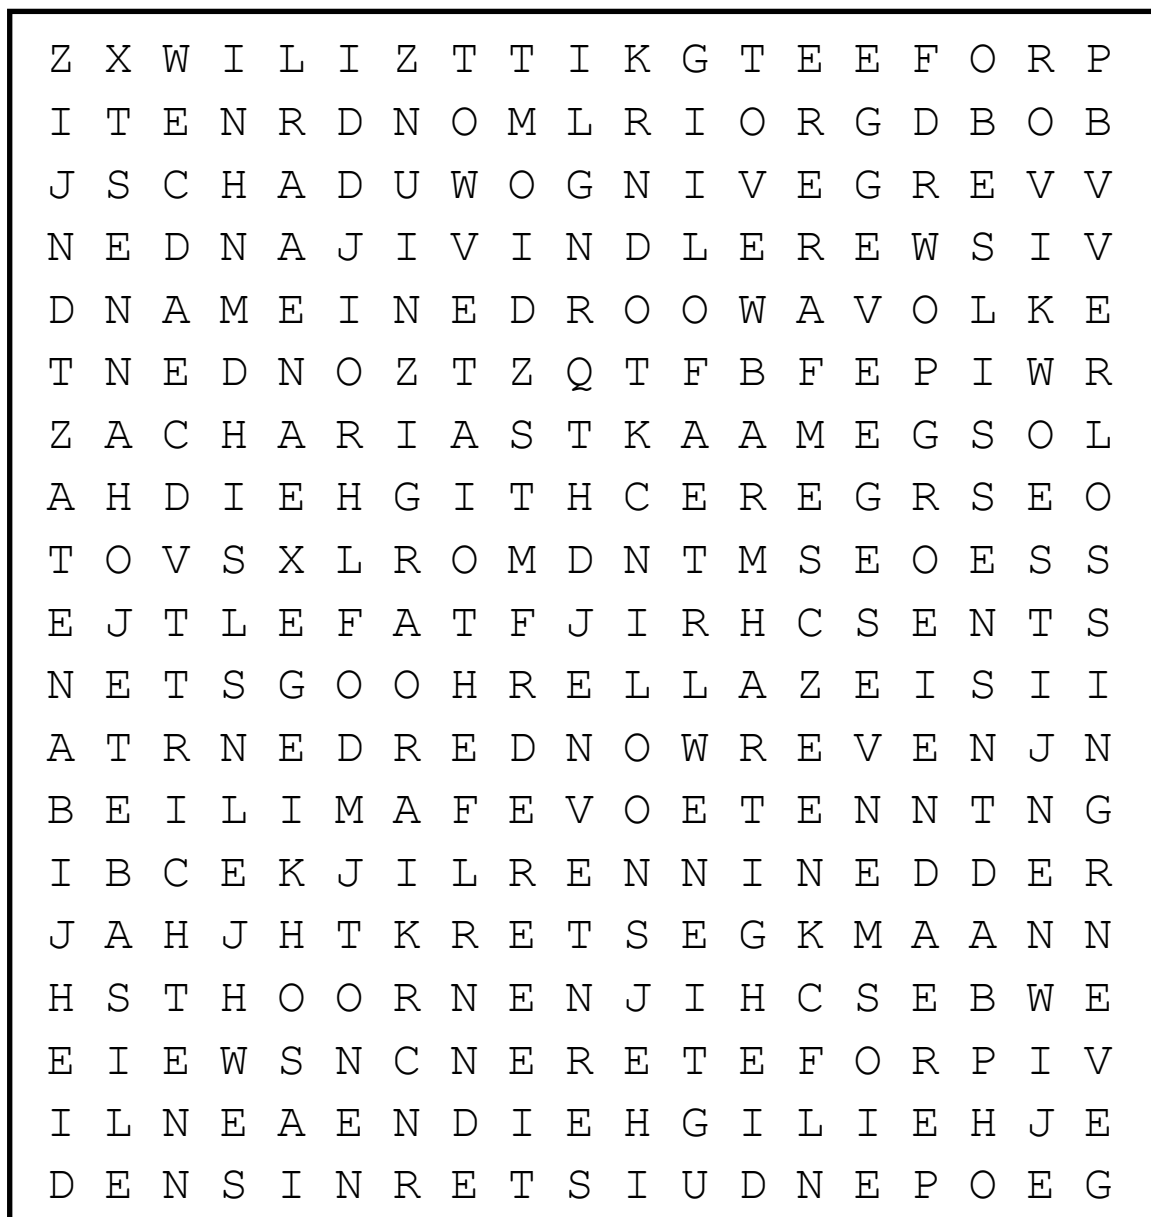 Z X W I L I Z T T I K G T E E F O R P
I T E N R D N O M L R I O R G D B O B
J S C H A D U W O G N I V E G R E V V
N E D N A J I V I N D L E R E W S I V
D N A M E I N E D R O O W A V O L K E
T N E D N O Z T Z Q T F B F E P I W R
Z A C H A R I A S T K A A M E G S O L
A H D I E H G I T H C E R E G R S E O
T O V S X L R O M D N T M S E O E S S
E J T L E F A T F J I R H C S E N T S
N E T S G O O H R E L L A Z E I S I I
A T R N E D R E D N O W R E V E N J N
B E I L I M A F E V O E T E N N T N G
I B C E K J I L R E N N I N E D D E R
J A H J H T K R E T S E G K M A A N N
H S T H O O R N E N J I H C S E B W E
E I E W S N C N E R E T E F O R P I V
I L N E A E N D I E H G I L I E H J E
D E N S I N R E T S I U D N E P O E G